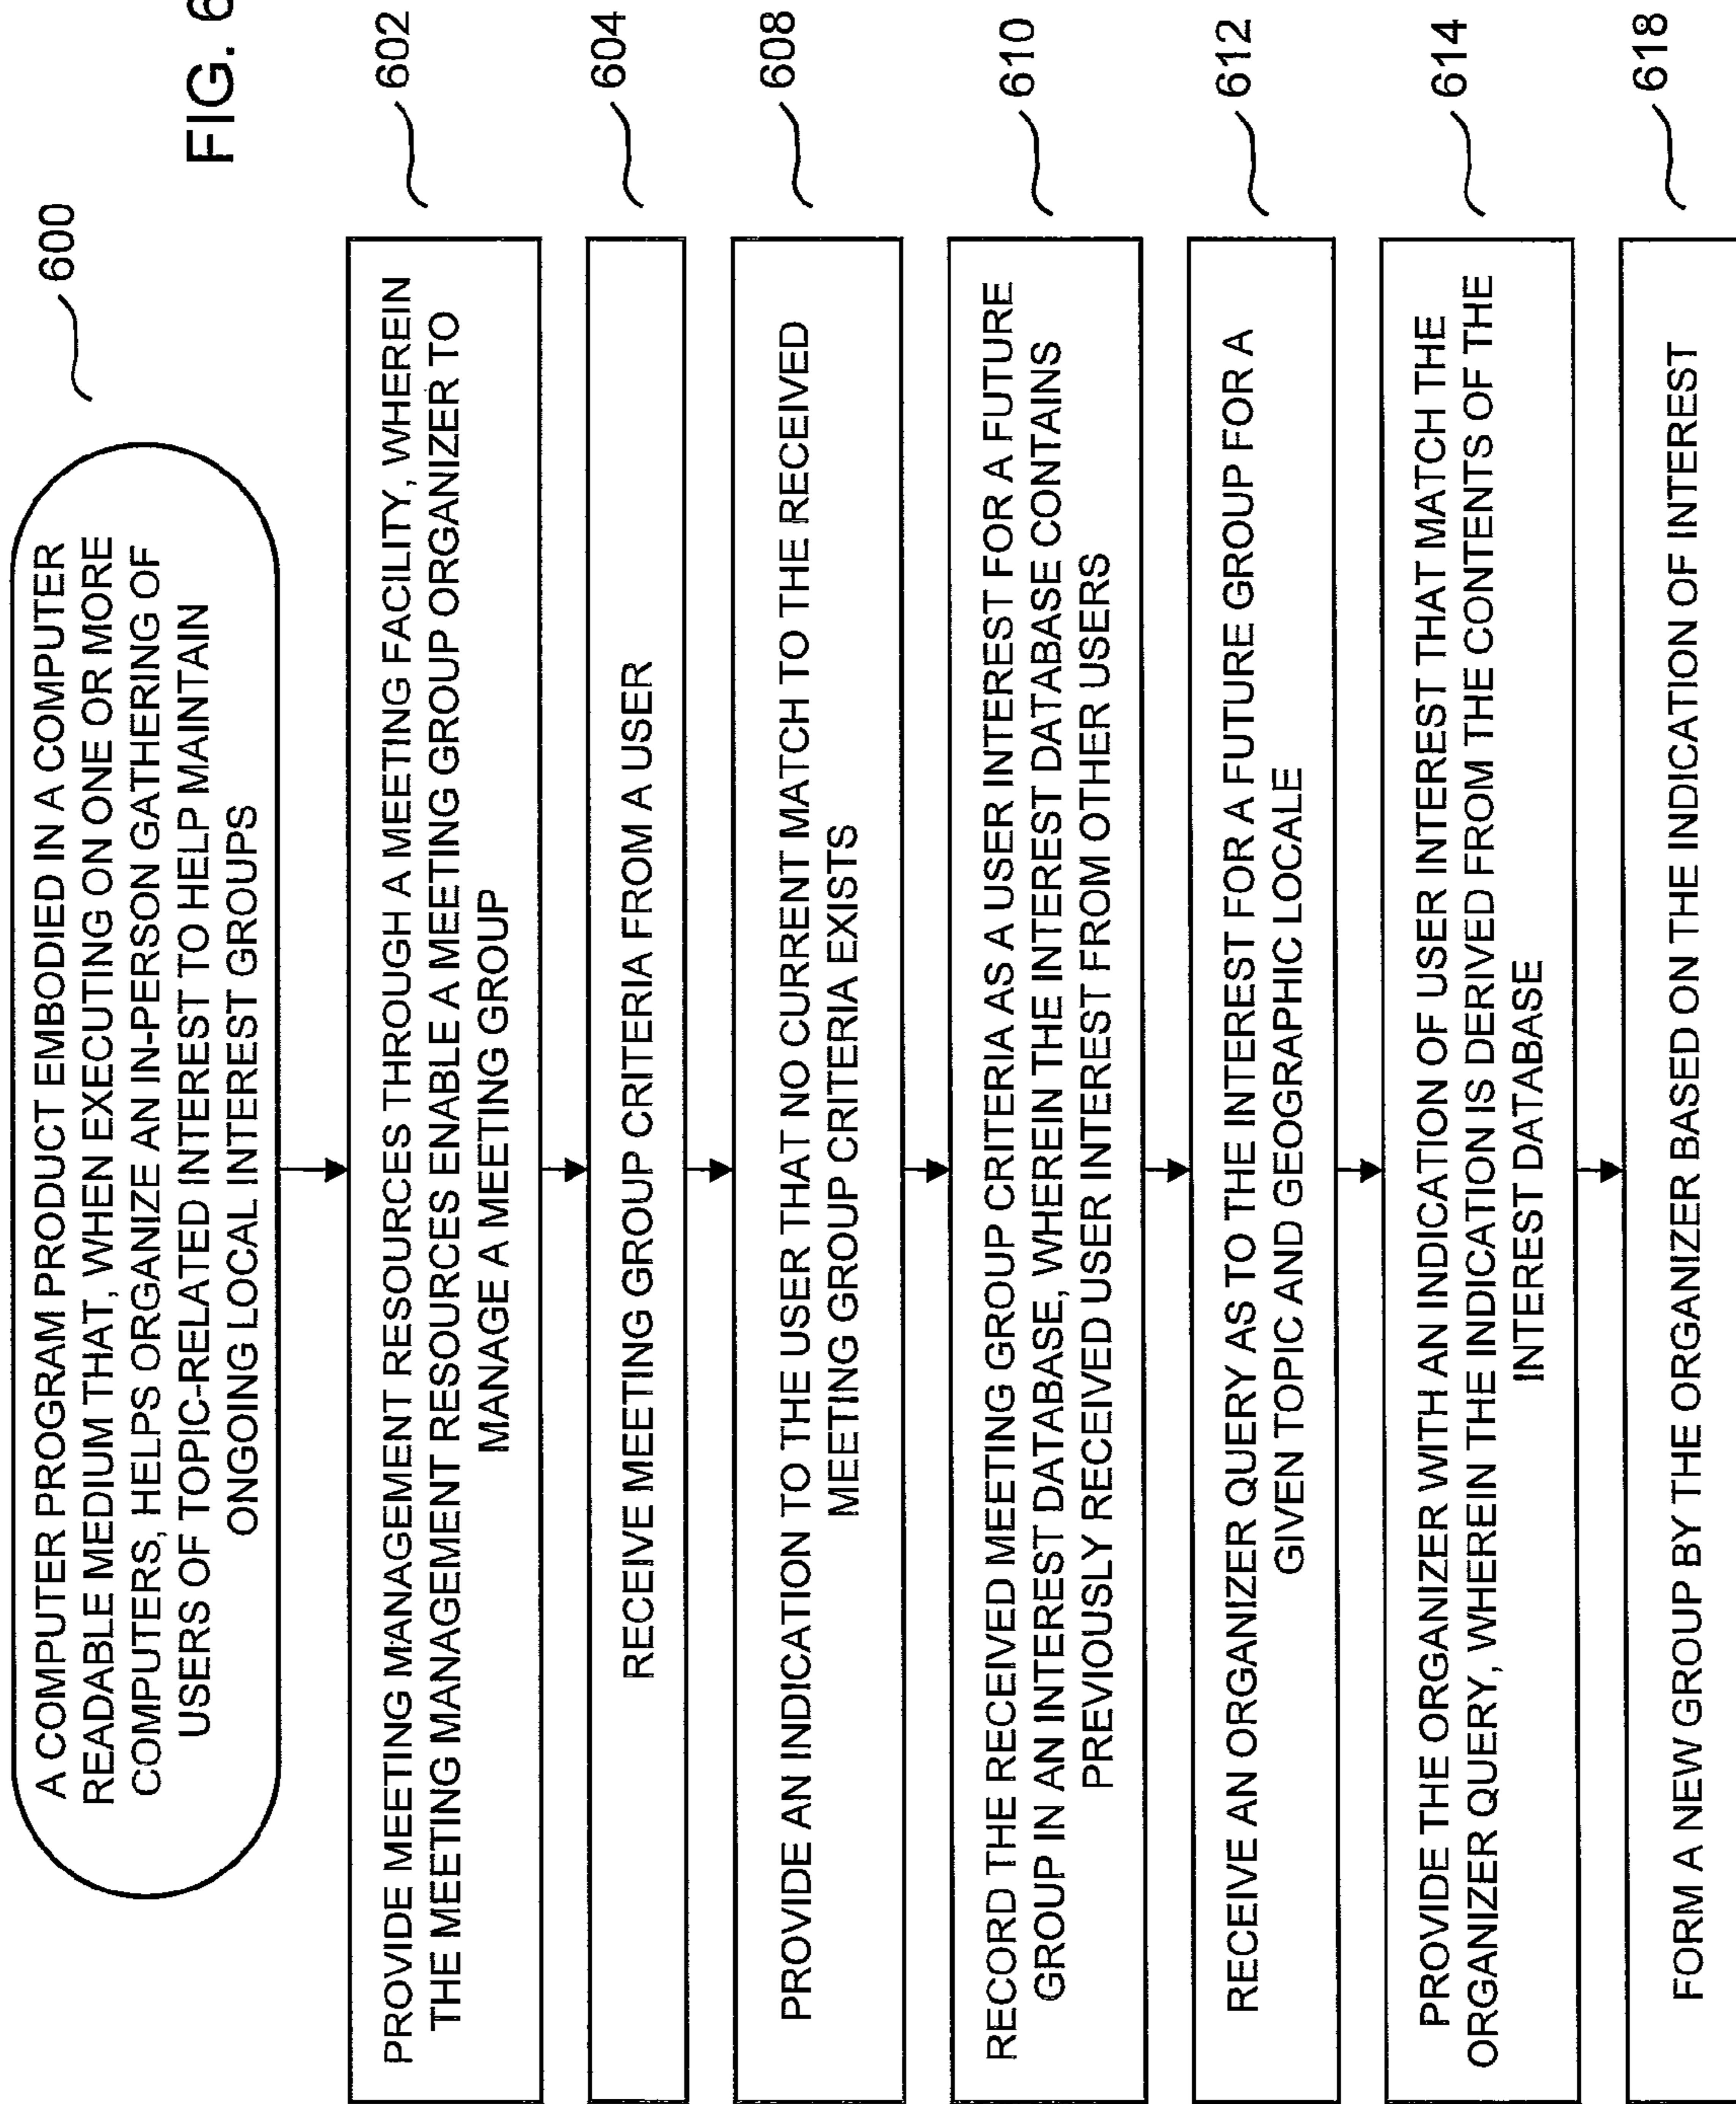 FIG. 6
600
A COMPUTER PROGRAM PRODUCT EMBODIED IN A COMPUTER
READABLE MEDIUM THAT, WHEN EXECUTING ON ONE OR MORE
COMPUTERS, HELPS ORGANIZE AN IN-PERSON GATHERING OF
USERS OF TOPIC-RELATED INTEREST TO HELP MAINTAIN
ONGOING LOCAL INTEREST GROUPS
602
PROVIDE MEETING MANAGEMENT RESOURCES THROUGH A MEETING FACILITY, WHEREIN
THE MEETING MANAGEMENT RESOURCES ENABLE A MEETING GROUP ORGANIZER TO
MANAGE A MEETING GROUP
604
RECEIVE MEETING GROUP CRITERIA FROM A USER
608
PROVIDE AN INDICATION TO THE USER THAT NO CURRENT MATCH TO THE RECEIVED
MEETING GROUP CRITERIA EXISTS
610
RECORD THE RECEIVED MEETING GROUP CRITERIA AS A USER INTEREST FOR A FUTURE
GROUP IN AN INTEREST DATABASE, WHEREIN THE INTEREST DATABASE CONTAINS
PREVIOUSLY RECEIVED USER INTEREST FROM OTHER USERS
612
RECEIVE AN ORGANIZER QUERY AS TO THE INTEREST FOR A FUTURE GROUP FOR A
GIVEN TOPIC AND GEOGRAPHIC LOCALE
614
PROVIDE THE ORGANIZER WITH AN INDICATION OF USER INTEREST THAT MATCH THE
ORGANIZER QUERY, WHEREIN THE INDICATION IS DERIVED FROM THE CONTENTS OF THE
INTEREST DATABASE
618
FORM A NEW GROUP BY THE ORGANIZER BASED ON THE INDICATION OF INTEREST